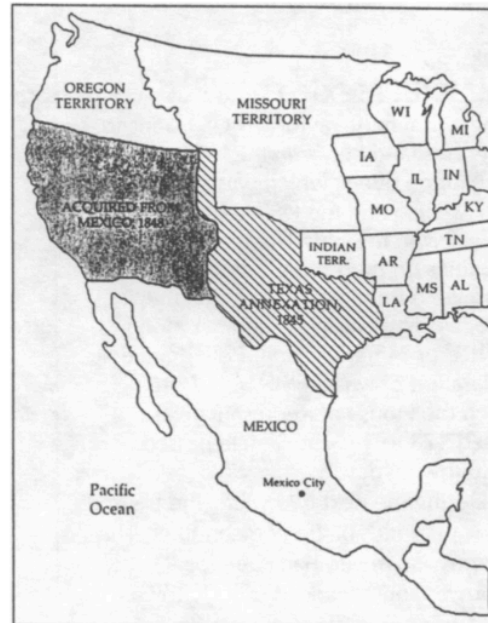 OREGON
TERRITORY
MISSOURI
TERRITORY
WI
MI
IA
IL
IN
MO
KY
TN
INDIAN
TERR.
AR
MS
AL
LA
ACQUIRED FROM
MEXICO, 1848
TEXAS
ANNEXATION,
1845
MEXICO
Mexico City
Pacific
Ocean